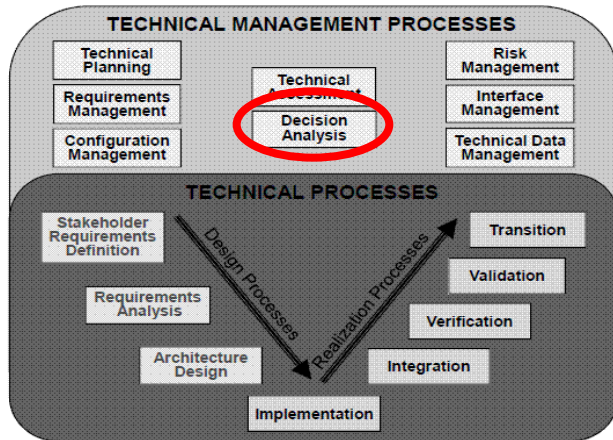 TECHNICAL MANAGEMENT PROCESSES
Technical
Planning
Requirements
Management
Configuration
Management
Technical
Assessment
Decision
Analysis
Risk
Management
Interface
Management
Technical Data
Management
TECHNICAL PROCESSES
Stakeholder
Requirements
Definition
Requirements
Analysis
Architecture
Design
Design Processes
Implementation
Realization Processes
Transition
Validation
Verification
Integration